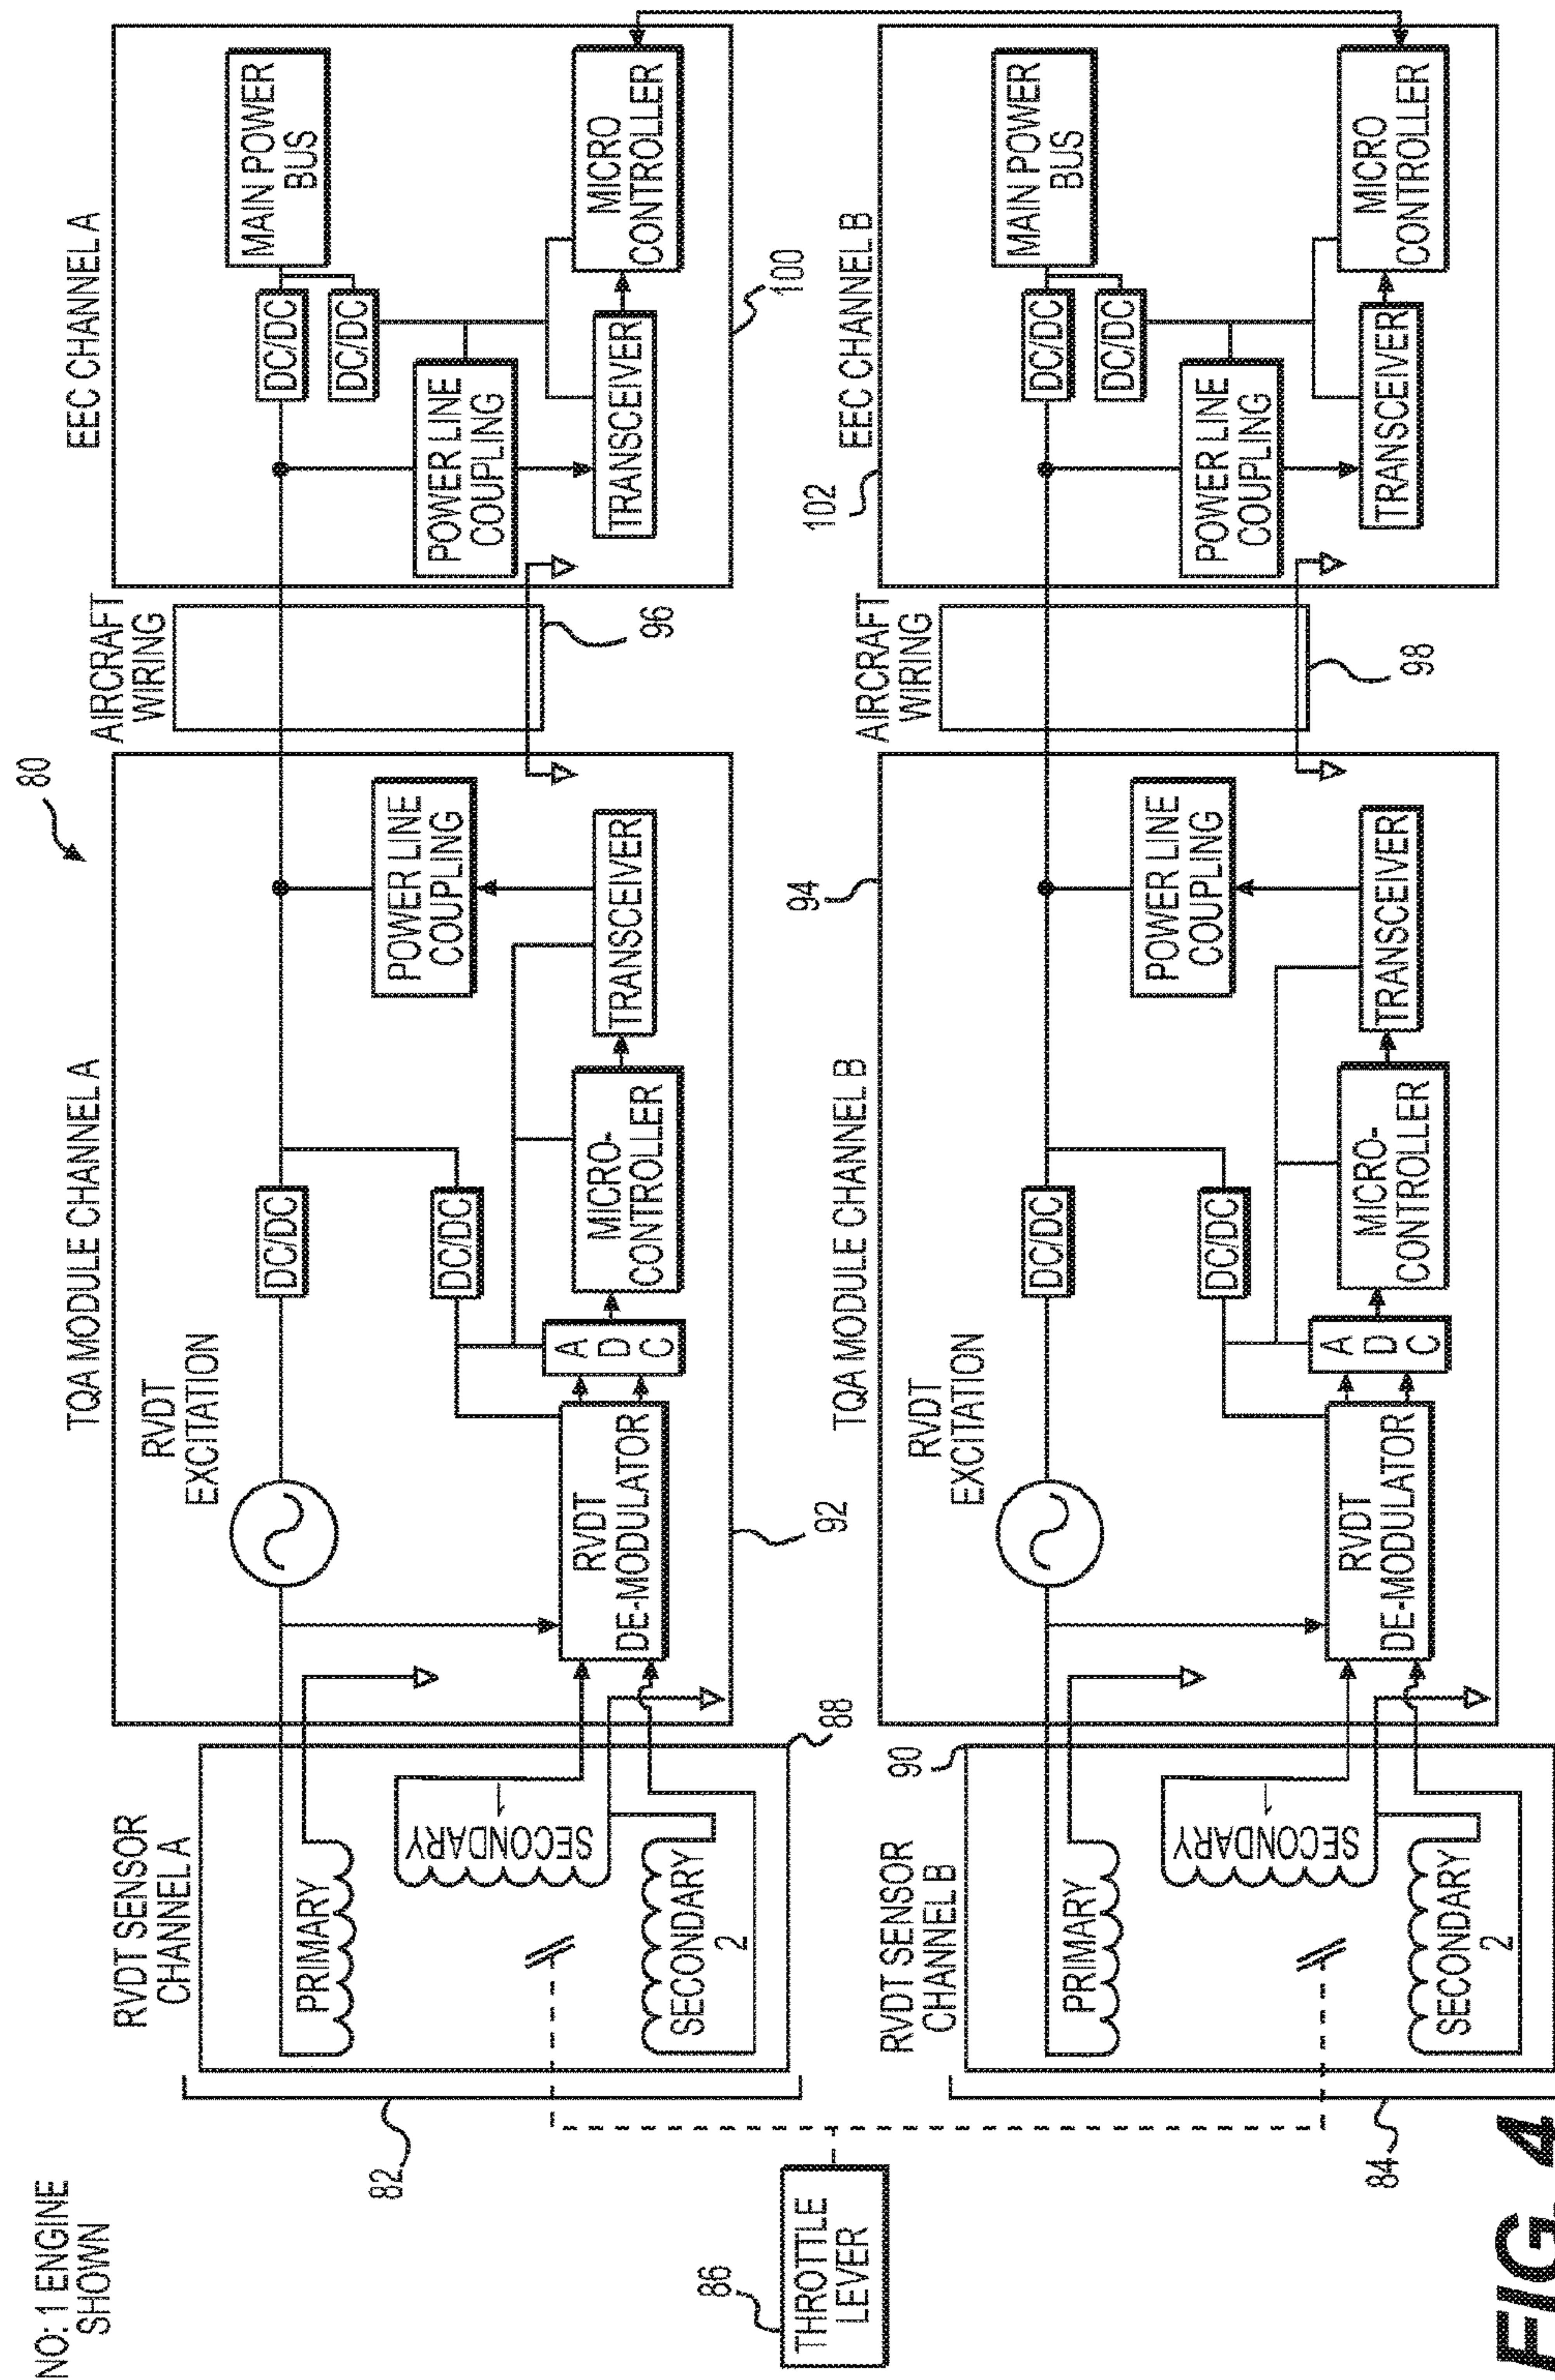 NO: 1 ENGINE
SHOWN
80
RVDT SENSOR
CHANNEL A
PRIMARY
SECONDARY
1
SECONDARY
2
82
88
TQA MODULE CHANNEL A
RVDT
EXCITATION
DC/DC
DC/DC
RVDT
DE-MODULATOR
A
D
C
MICRO-
CONTROLLER
TRANSCEIVER
POWER LINE
COUPLING
92
AIRCRAFT
WIRING
96
EEC CHANNEL A
MAIN POWER
BUS
DC/DC
DC/DC
POWER LINE
COUPLING
TRANSCEIVER
MICRO
CONTROLLER
100
86
THROTTLE
LEVER
RVDT SENSOR
CHANNEL B
PRIMARY
SECONDARY
1
SECONDARY
2
84
90
TQA MODULE CHANNEL B
94
RVDT
EXCITATION
DC/DC
DC/DC
RVDT
DE-MODULATOR
A
D
C
MICRO-
CONTROLLER
TRANSCEIVER
POWER LINE
COUPLING
AIRCRAFT
WIRING
98
EEC CHANNEL B
102
MAIN POWER
BUS
DC/DC
DC/DC
POWER LINE
COUPLING
TRANSCEIVER
MICRO
CONTROLLER
FIG. 4